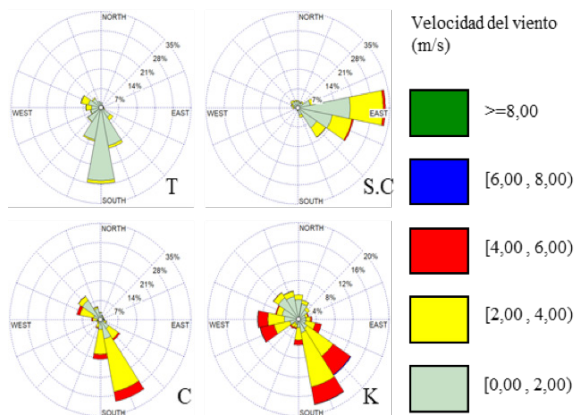 NORTH
35%
28%
21%
14%
7%
WEST
EAST
SOUTH
T
NORTH
35%
28%
21%
14%
7%
WEST
EAST
SOUTH
S.C
NORTH
35%
28%
21%
14%
7%
WEST
EAST
SOUTH
C
NORTH
20%
16%
12%
8%
4%
WEST
EAST
SOUTH
K
Velocidad del viento
(m/s)
>=8,00
[6,00 , 8,00)
[4,00 , 6,00)
[2,00 , 4,00)
[0,00 , 2,00)